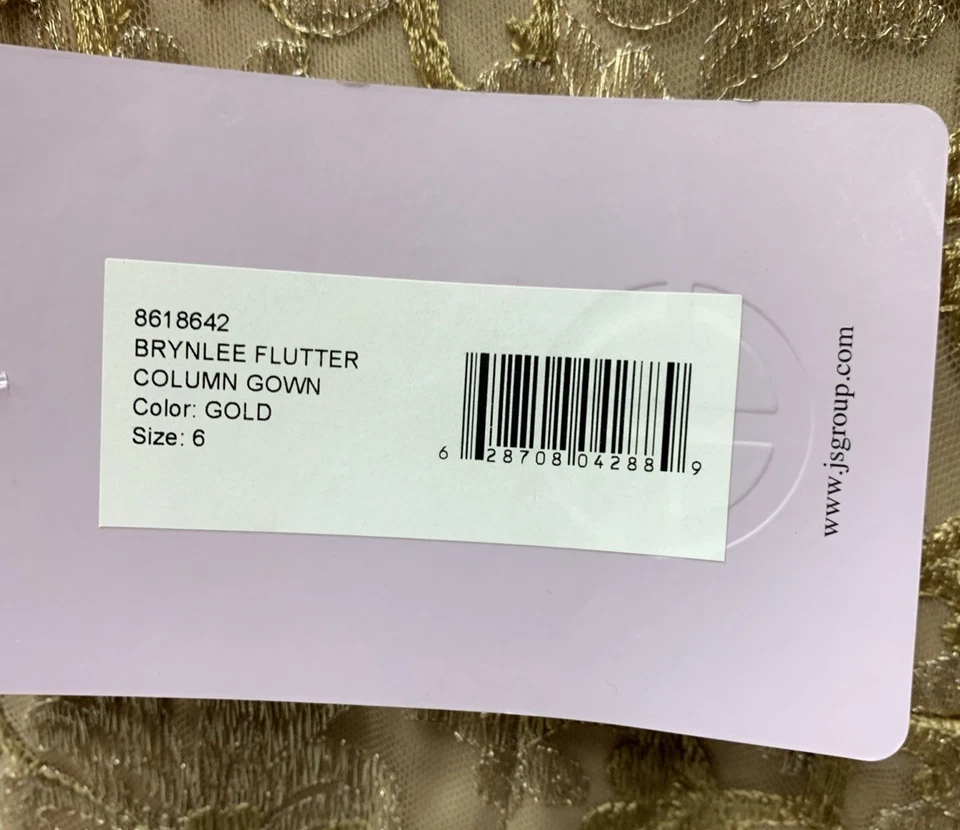 8618642
BRYNLEE FLUTTER
COLUMN GOWN
Color: GOLD
Size: 6
6 28708 04288 9
www.jsgroup.com